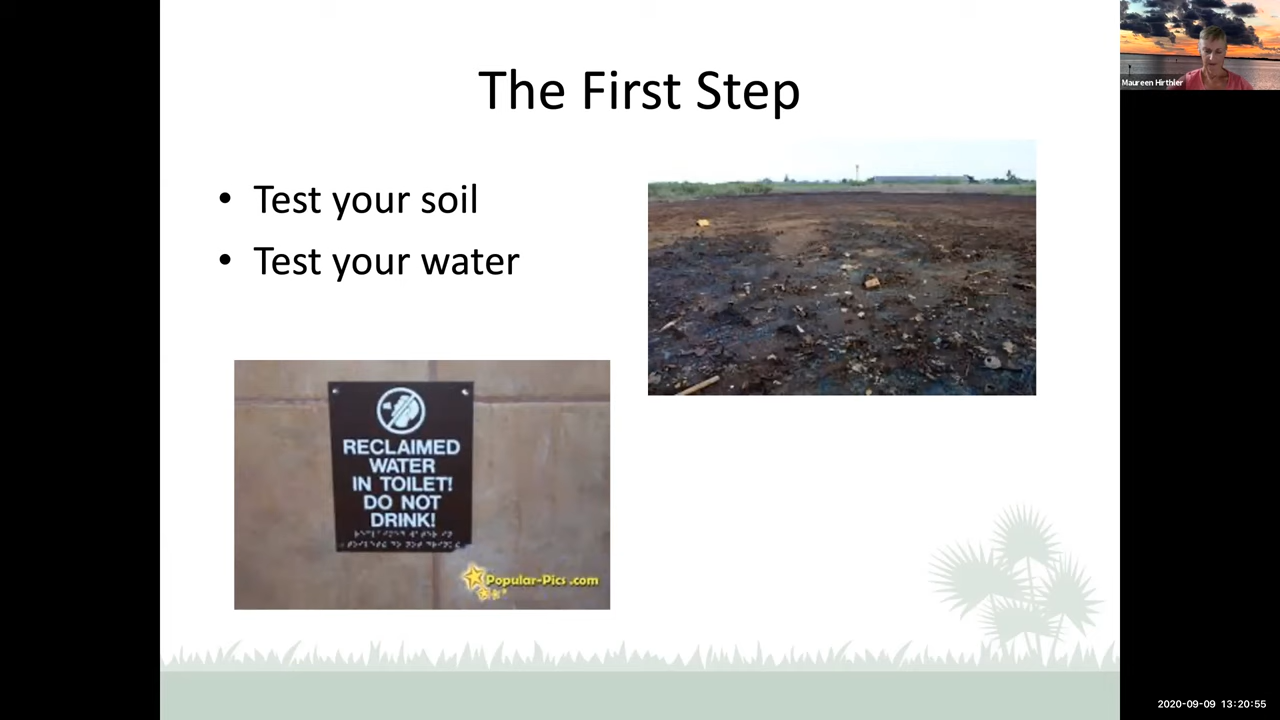 The First Step
Maureen Hirthler
• Test your soil
• Test your water
RECLAIMED
WATER
IN TOILET!
DO NOT
DRINK!
Popular-Pics.com
2020-09-09 13:20:55